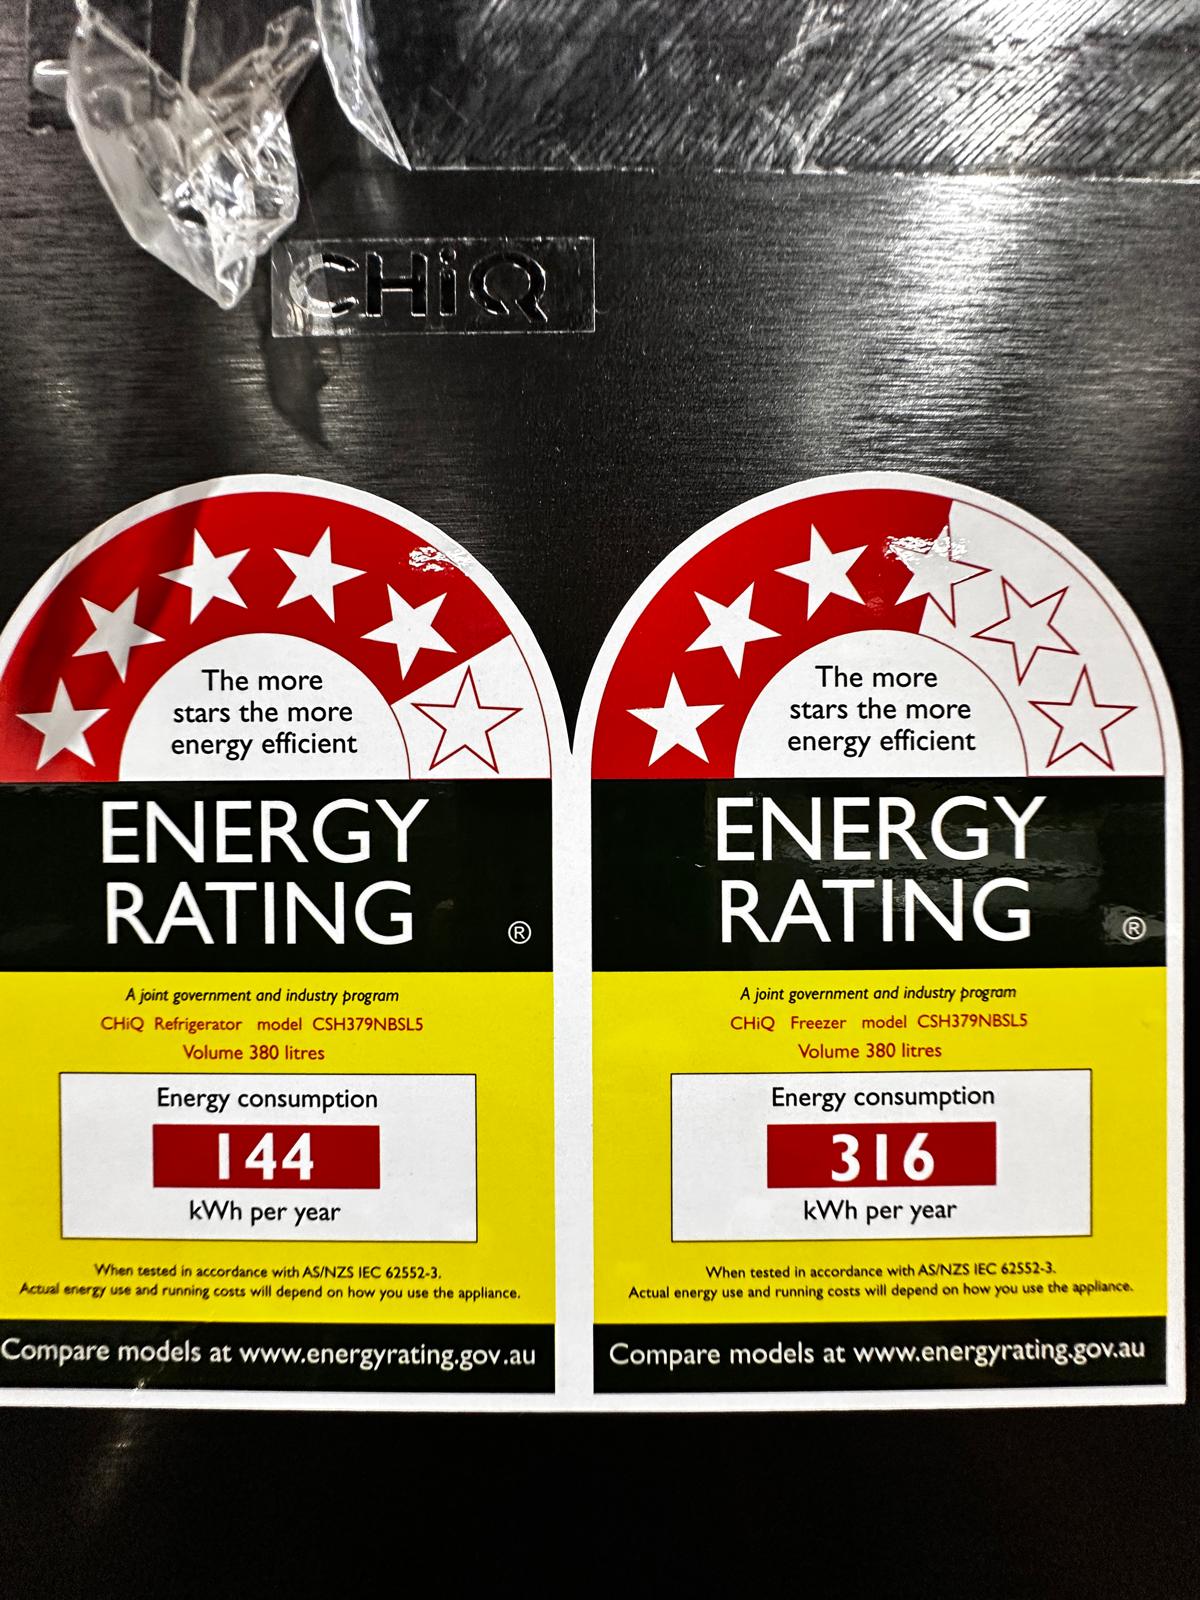 CHiQ
The more
stars the more
energy efficient
ENERGY
RATING
®
A joint government and industry program
CHiQ Refrigerator model CSH379NBSL5
Volume 380 litres
Energy consumption
144
kWh per year
When tested in accordance with AS/NZS IEC 62552-3.
Actual energy use and running costs will depend on how you use the appliance.
Compare models at www.energyrating.gov.au
The more
stars the more
energy efficient
ENERGY
RATING
®
A joint government and industry program
CHiQ Freezer model CSH379NBSL5
Volume 380 litres
Energy consumption
316
kWh per year
When tested in accordance with AS/NZS IEC 62552-3.
Actual energy use and running costs will depend on how you use the appliance.
Compare models at www.energyrating.gov.au